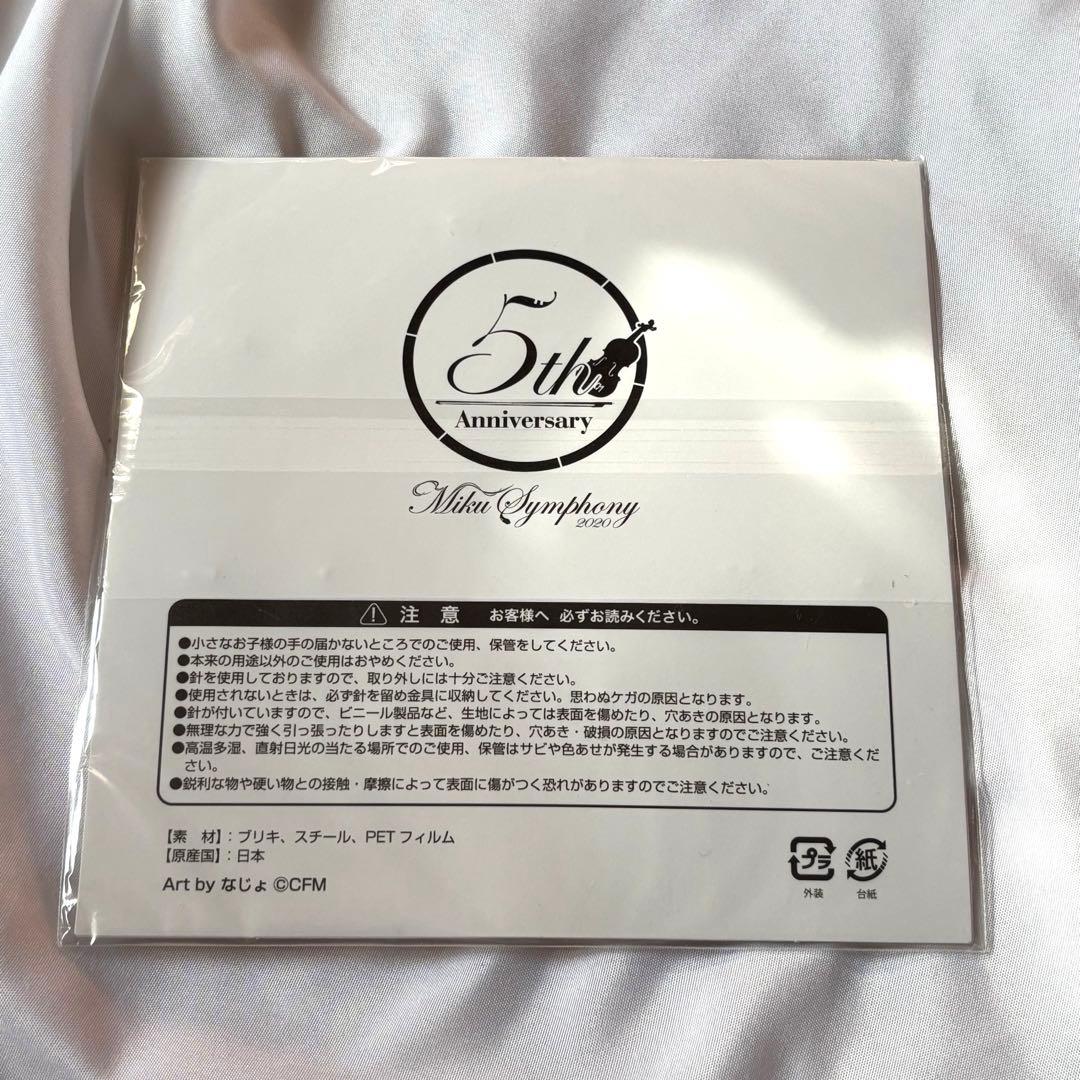 5th
Anniversary
Miku Symphony
2020
注意 お客様へ 必ずお読みください。
●小さなお子様の手の届かないところでのご使用、保管をしてください。
●本来の用途以外のご使用はおやめください。
●針を使用しておりますので、取り外しには十分ご注意ください。
●使用されないときは、必ず針を留め金具に収納してください。思わぬケガの原因となります。
●針が付いていますので、ビニール製品など、生地によっては表面を傷めたり、穴あきの原因となります。
●無理な力で強く引っ張ったりしますと表面を傷めたり、穴あき・破損の原因となりますのでご注意ください。
●高温多湿、直射日光の当たる場所でのご使用、保管はサビや色あせが発生する場合がありますので、ご注意くだ
さい。
●鋭利な物や硬い物との接触・摩擦によって表面に傷がつく恐れがありますのでご注意ください。
【素 材】：ブリキ、スチール、PETフィルム
【原産国】：日本
Art by なじょ ©CFM
プラ 紙
外装 台紙